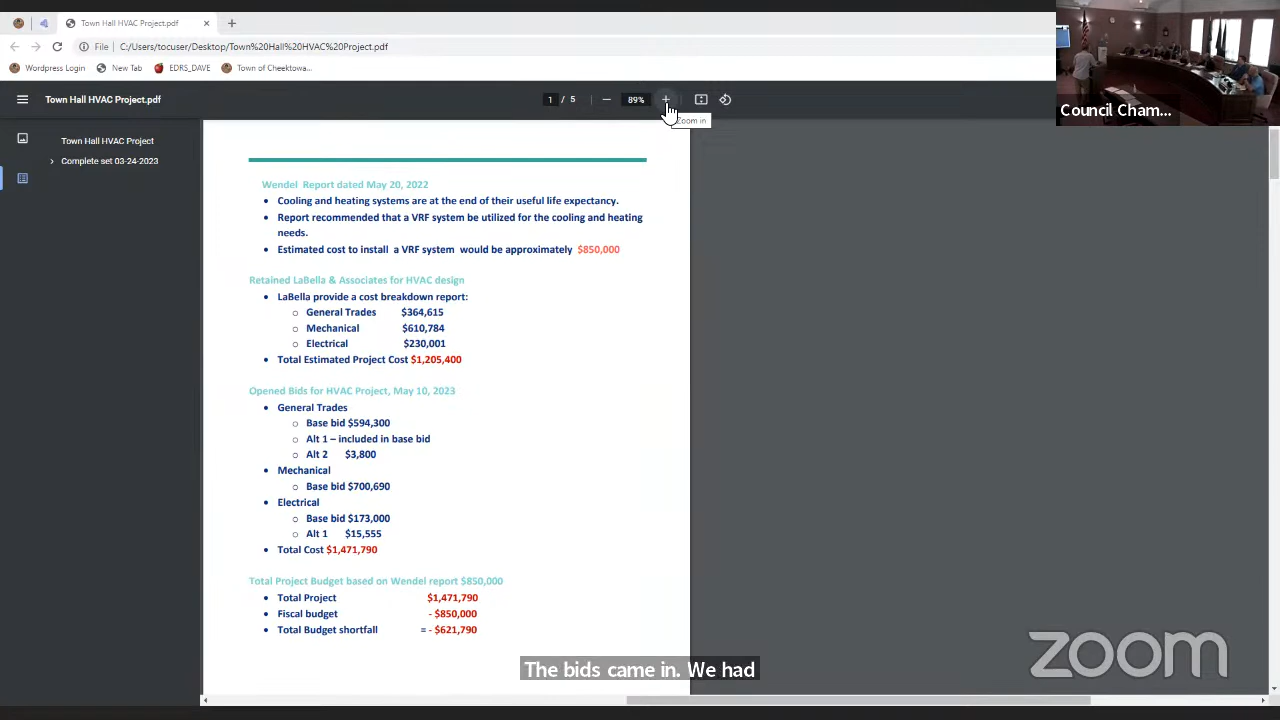 Town Hall HVAC Project.pdf
File
C:/Users/tocuser/Desktop/Town%20Hall%20HVAC%20Project.pdf
Wordpress Login
New Tab
EDRS_DAVE
Town of Cheektowa...
Council Cham...
Town Hall HVAC Project.pdf
1 / 5
89%
Zoom in
Town Hall HVAC Project
Complete set 03-24-2023
Wendel Report dated May 20, 2022
• Cooling and heating systems are at the end of their useful life expectancy.
• Report recommended that a VRF system be utilized for the cooling and heating
needs.
• Estimated cost to install a VRF system would be approximately $850,000
Retained LaBella & Associates for HVAC design
• LaBella provide a cost breakdown report:
o General Trades $364,615
o Mechanical $610,784
o Electrical $230,001
• Total Estimated Project Cost $1,205,400
Opened Bids for HVAC Project, May 10, 2023
• General Trades
o Base bid $594,300
o Alt 1 – included in base bid
o Alt 2 $3,800
• Mechanical
o Base bid $700,690
• Electrical
o Base bid $173,000
o Alt 1 $15,555
• Total Cost $1,471,790
Total Project Budget based on Wendel report $850,000
• Total Project $1,471,790
• Fiscal budget - $850,000
• Total Budget shortfall = - $621,790
zoom
The bids came in. We had